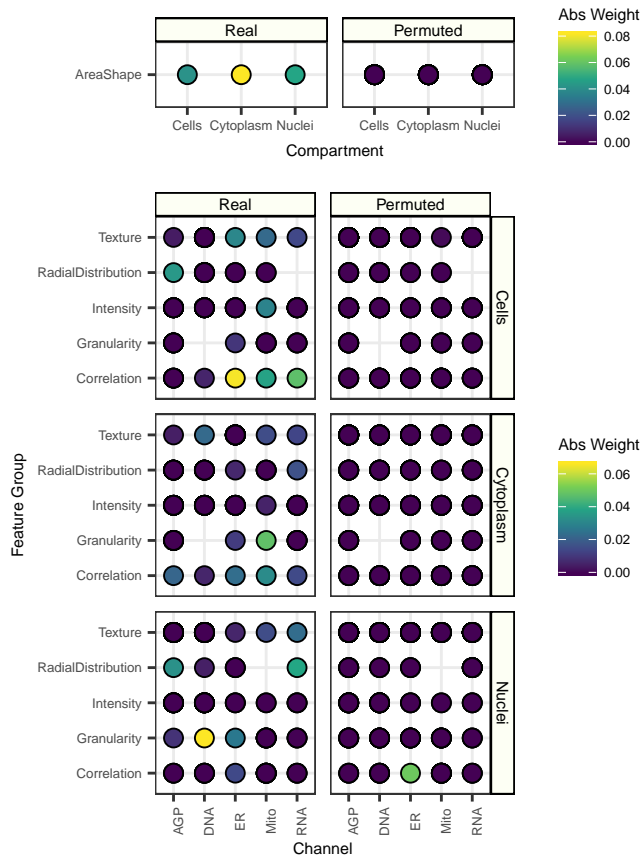 Real
Permuted
AreaShape
Cells
Cytoplasm
Nuclei
Cells
Cytoplasm
Nuclei
Compartment
Abs Weight
0.08
0.06
0.04
0.02
0.00
Real
Permuted
Texture
RadialDistribution
Intensity
Granularity
Correlation
Cells
Texture
RadialDistribution
Intensity
Granularity
Correlation
Cytoplasm
Texture
RadialDistribution
Intensity
Granularity
Correlation
Nuclei
Feature Group
AGP
DNA
ER
Mito
RNA
AGP
DNA
ER
Mito
RNA
Channel
Abs Weight
0.06
0.04
0.02
0.00